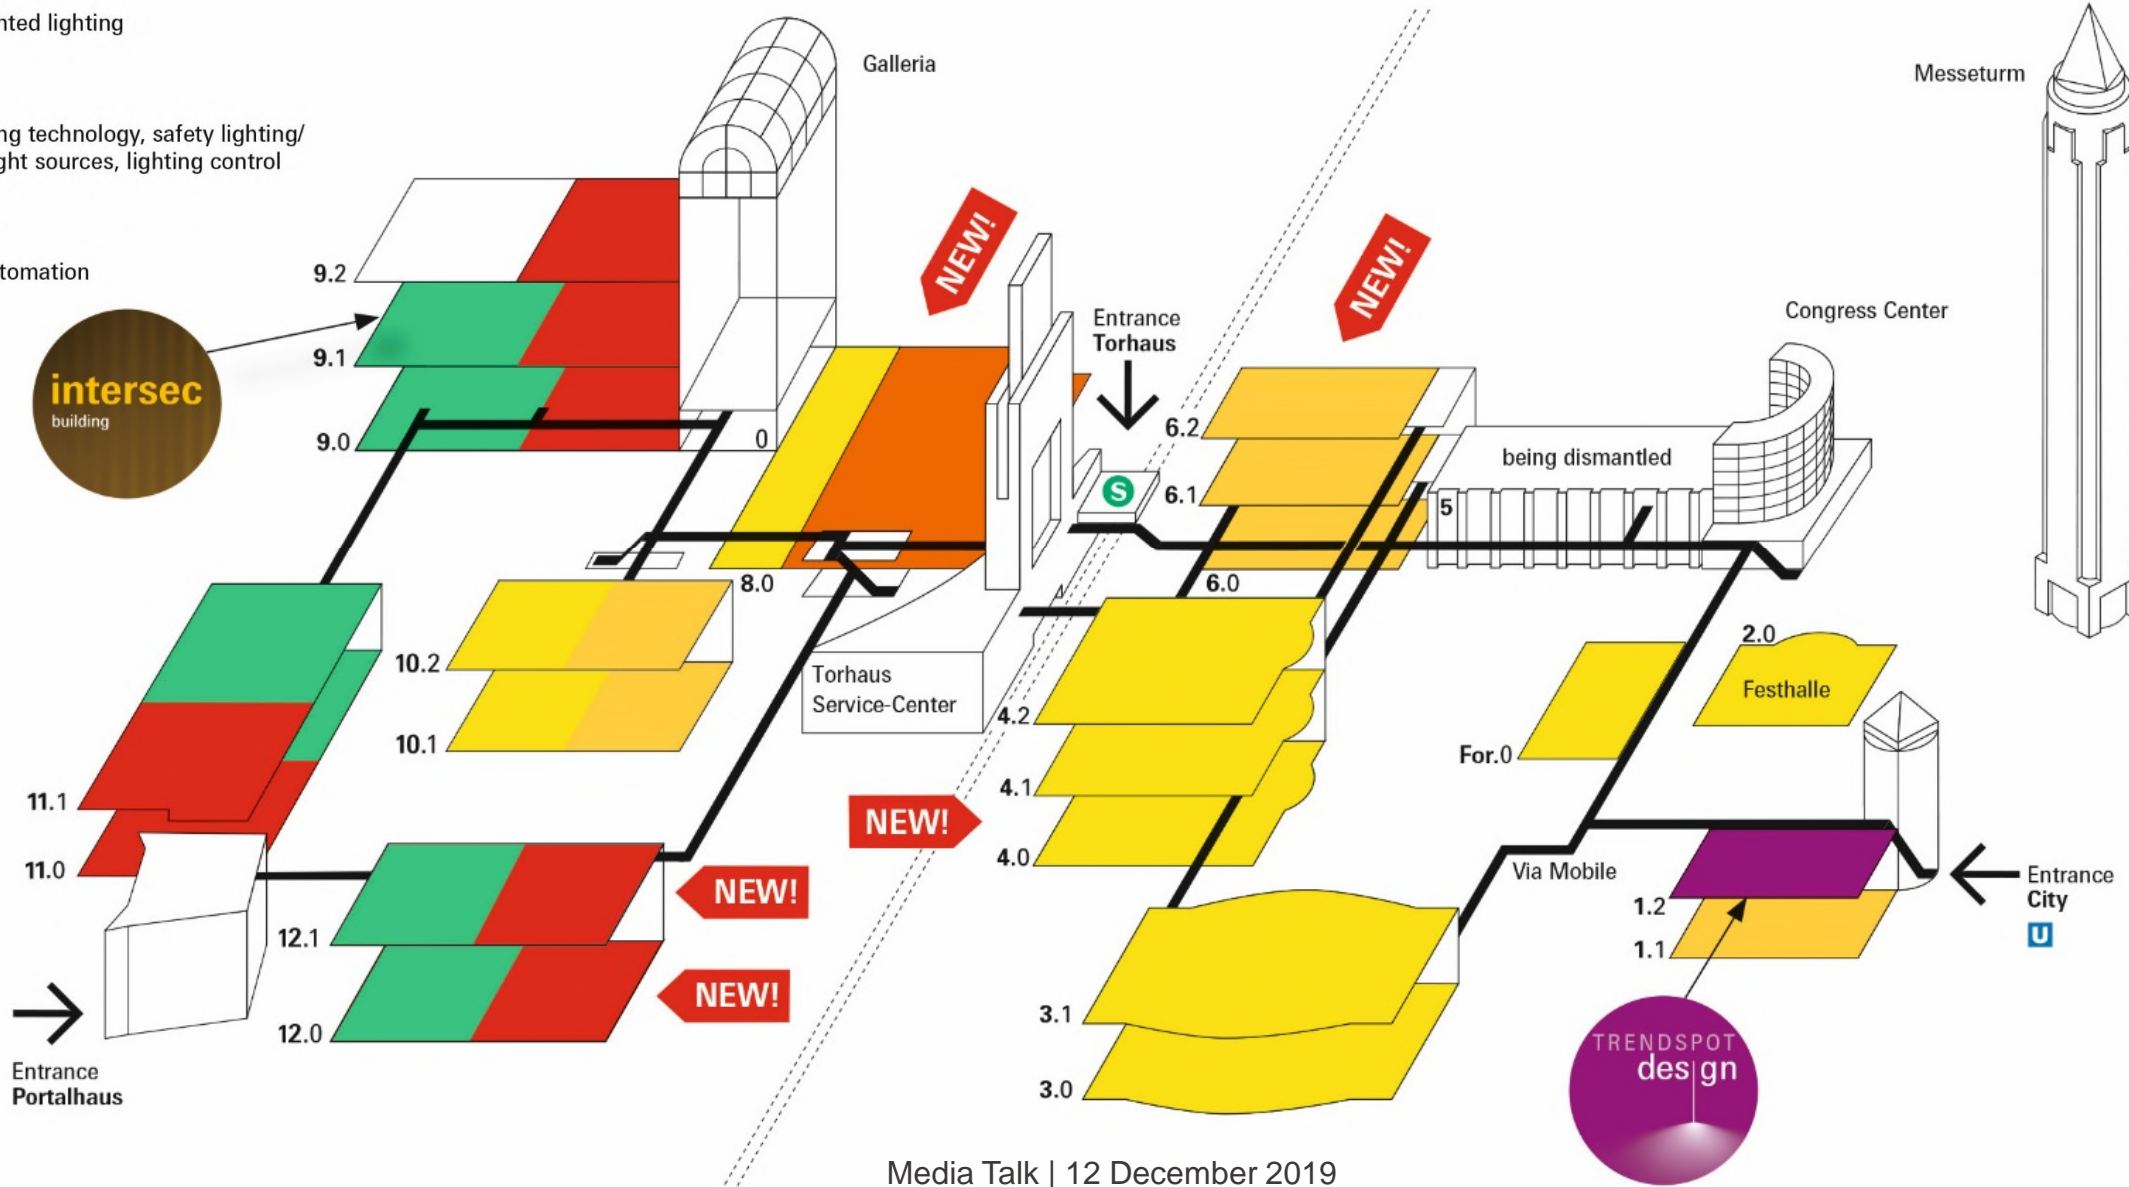 nted lighting
Galleria
Messeturm
ng technology, safety lighting/
ght sources, lighting control
NEW!
NEW!
9.2
tomation
Entrance
Torhaus
Congress Center
9.1
intersec
building
9.0
0
6.2
being dismantled
6.1
S
5
8.0
6.0
10.2
2.0
Torhaus
Service-Center
Festhalle
4.2
10.1
For.0
11.1
4.1
NEW!
4.0
11.0
Via Mobile
Entrance
City
U
NEW!
1.2
12.1
1.1
NEW!
3.1
12.0
TRENDSPOT
design
Entrance
Portalhaus
3.0
Media Talk | 12 December 2019